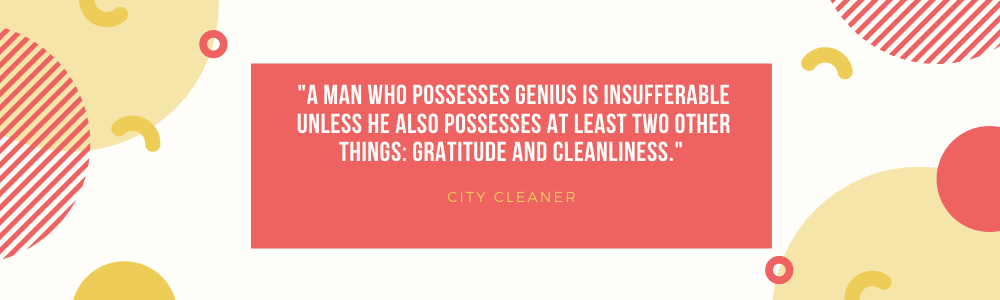 "A MAN WHO POSSESSES GENIUS IS INSUFFERABLE
UNLESS HE ALSO POSSESSES AT LEAST TWO OTHER
THINGS: GRATITUDE AND CLEANLINESS."
CITY CLEANER